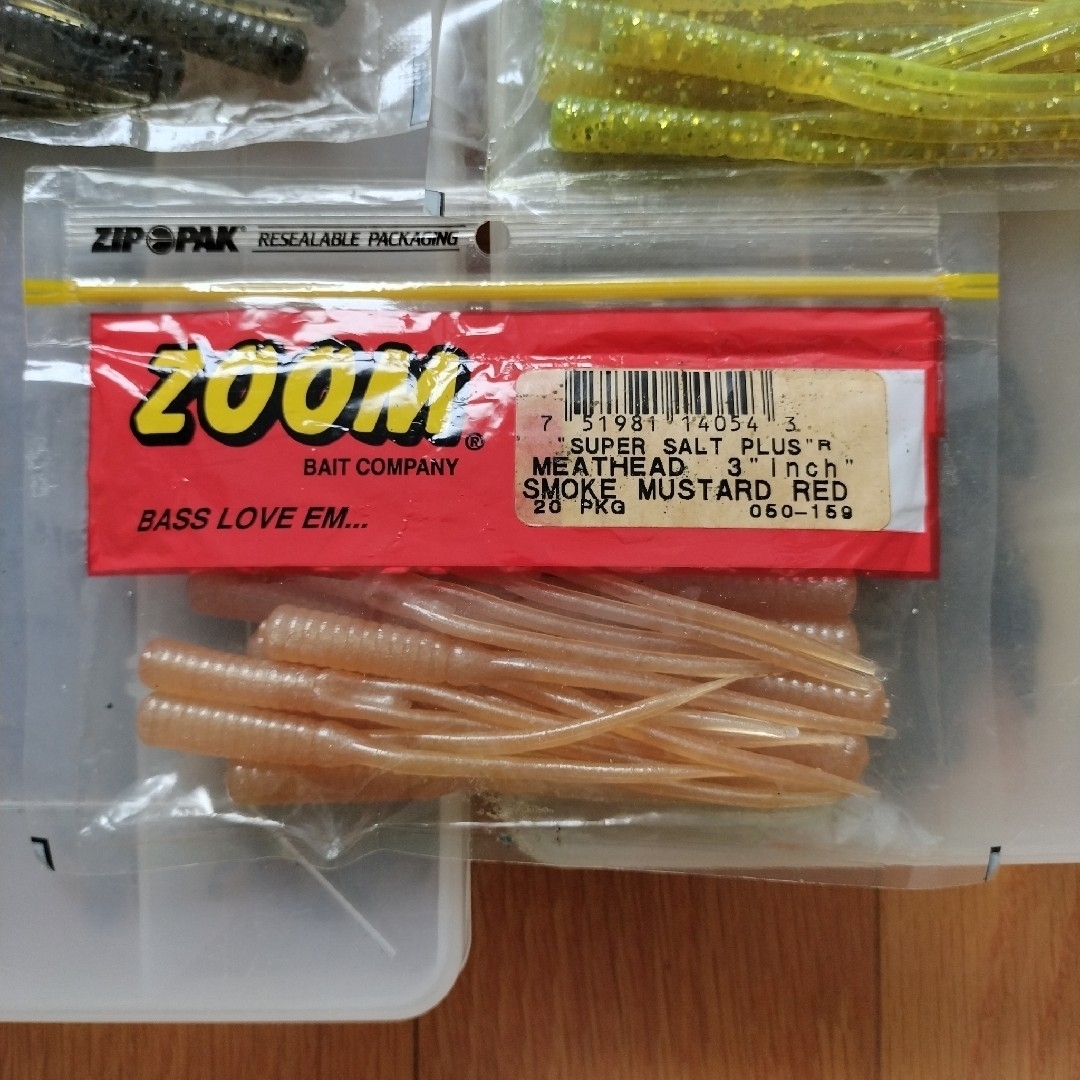 ZIP PAK® RESEALABLE PACKAGING
ZOOM®
BAIT COMPANY
BASS LOVE EM...
7 51981 14054 3
"SUPER SALT PLUS"R
MEATHEAD 3"inch"
SMOKE MUSTARD RED
20 PKG 050-159